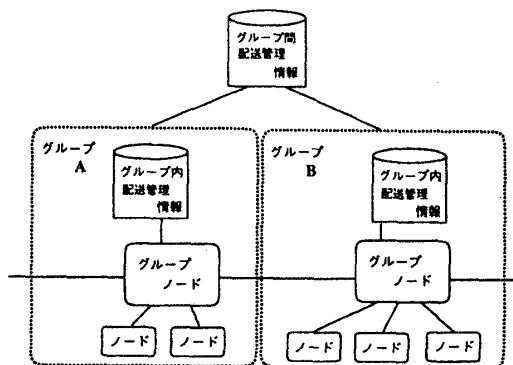 グループ間
配送管理
情報
グループ
A
グループ内
配送管理
情報
グループ
ノード
ノード
ノード
グループ
B
グループ内
配送管理
情報
グループ
ノード
ノード
ノード
ノード